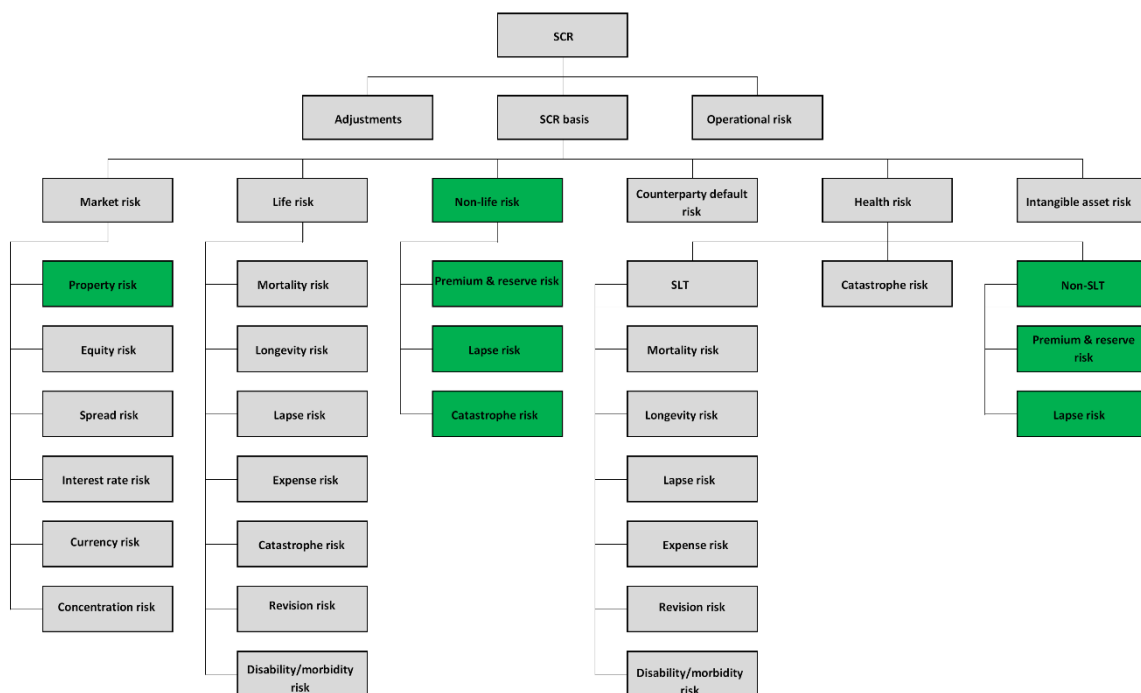 SCR
Adjustments
SCR basis
Operational risk
Market risk
Life risk
Non-life risk
Counterparty default
risk
Health risk
Intangible asset risk
Property risk
Equity risk
Spread risk
Interest rate risk
Currency risk
Concentration risk
Mortality risk
Longevity risk
Lapse risk
Expense risk
Catastrophe risk
Revision risk
Disability/morbidity
risk
Premium & reserve risk
Lapse risk
Catastrophe risk
SLT
Mortality risk
Longevity risk
Lapse risk
Expense risk
Revision risk
Disability/morbidity
risk
Catastrophe risk
Non-SLT
Premium & reserve
risk
Lapse risk